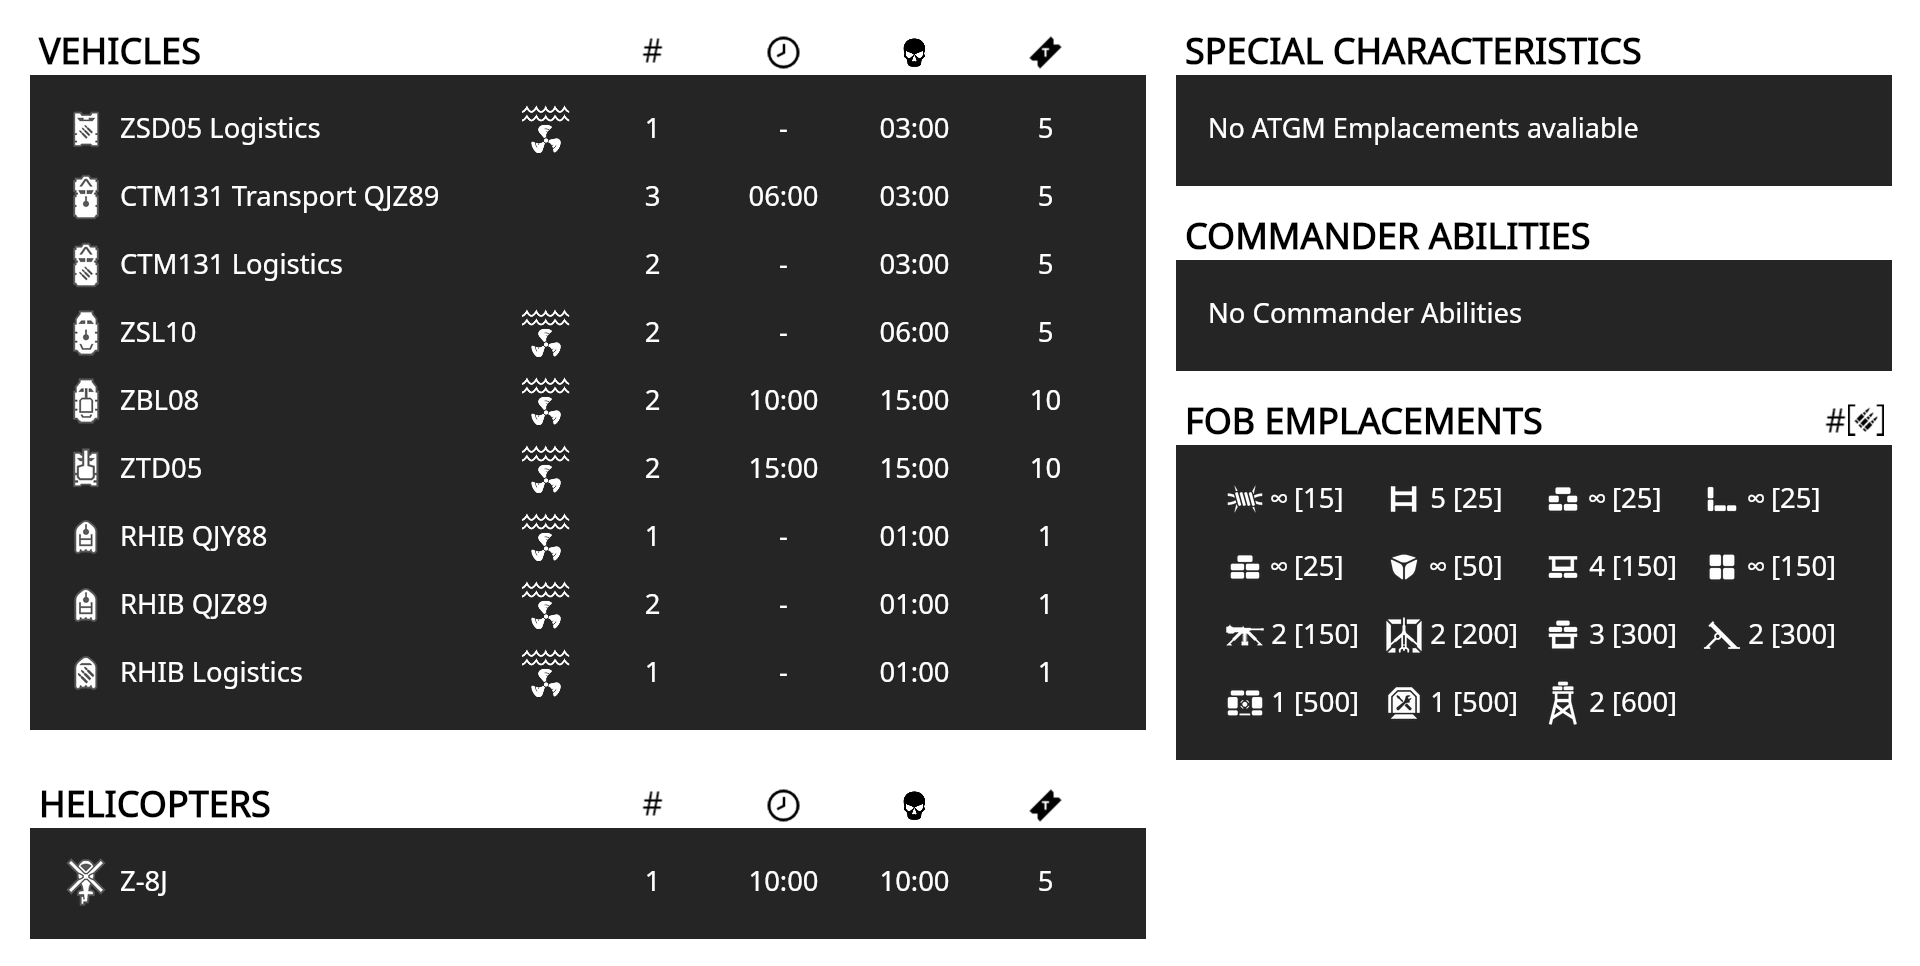 VEHICLES #
ZSD05 Logistics 1 - 03:00 5
CTM131 Transport QJZ89 3 06:00 03:00 5
CTM131 Logistics 2 - 03:00 5
ZSL10 2 - 06:00 5
ZBL08 2 10:00 15:00 10
ZTD05 2 15:00 15:00 10
RHIB QJY88 1 - 01:00 1
RHIB QJZ89 2 - 01:00 1
RHIB Logistics 1 - 01:00 1
HELICOPTERS #
Z-8J 1 10:00 10:00 5
SPECIAL CHARACTERISTICS
No ATGM Emplacements avaliable
COMMANDER ABILITIES
No Commander Abilities
FOB EMPLACEMENTS #[]
∞ [15] 5 [25] ∞ [25] ∞ [25]
∞ [25] ∞ [50] 4 [150] ∞ [150]
2 [150] 2 [200] 3 [300] 2 [300]
1 [500] 1 [500] 2 [600]